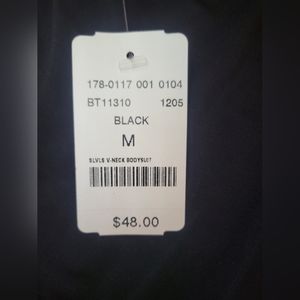 178-0117 001 0104
BT11310 1205
BLACK
M
SLVLS V-NECK BODYSUIT
$48.00